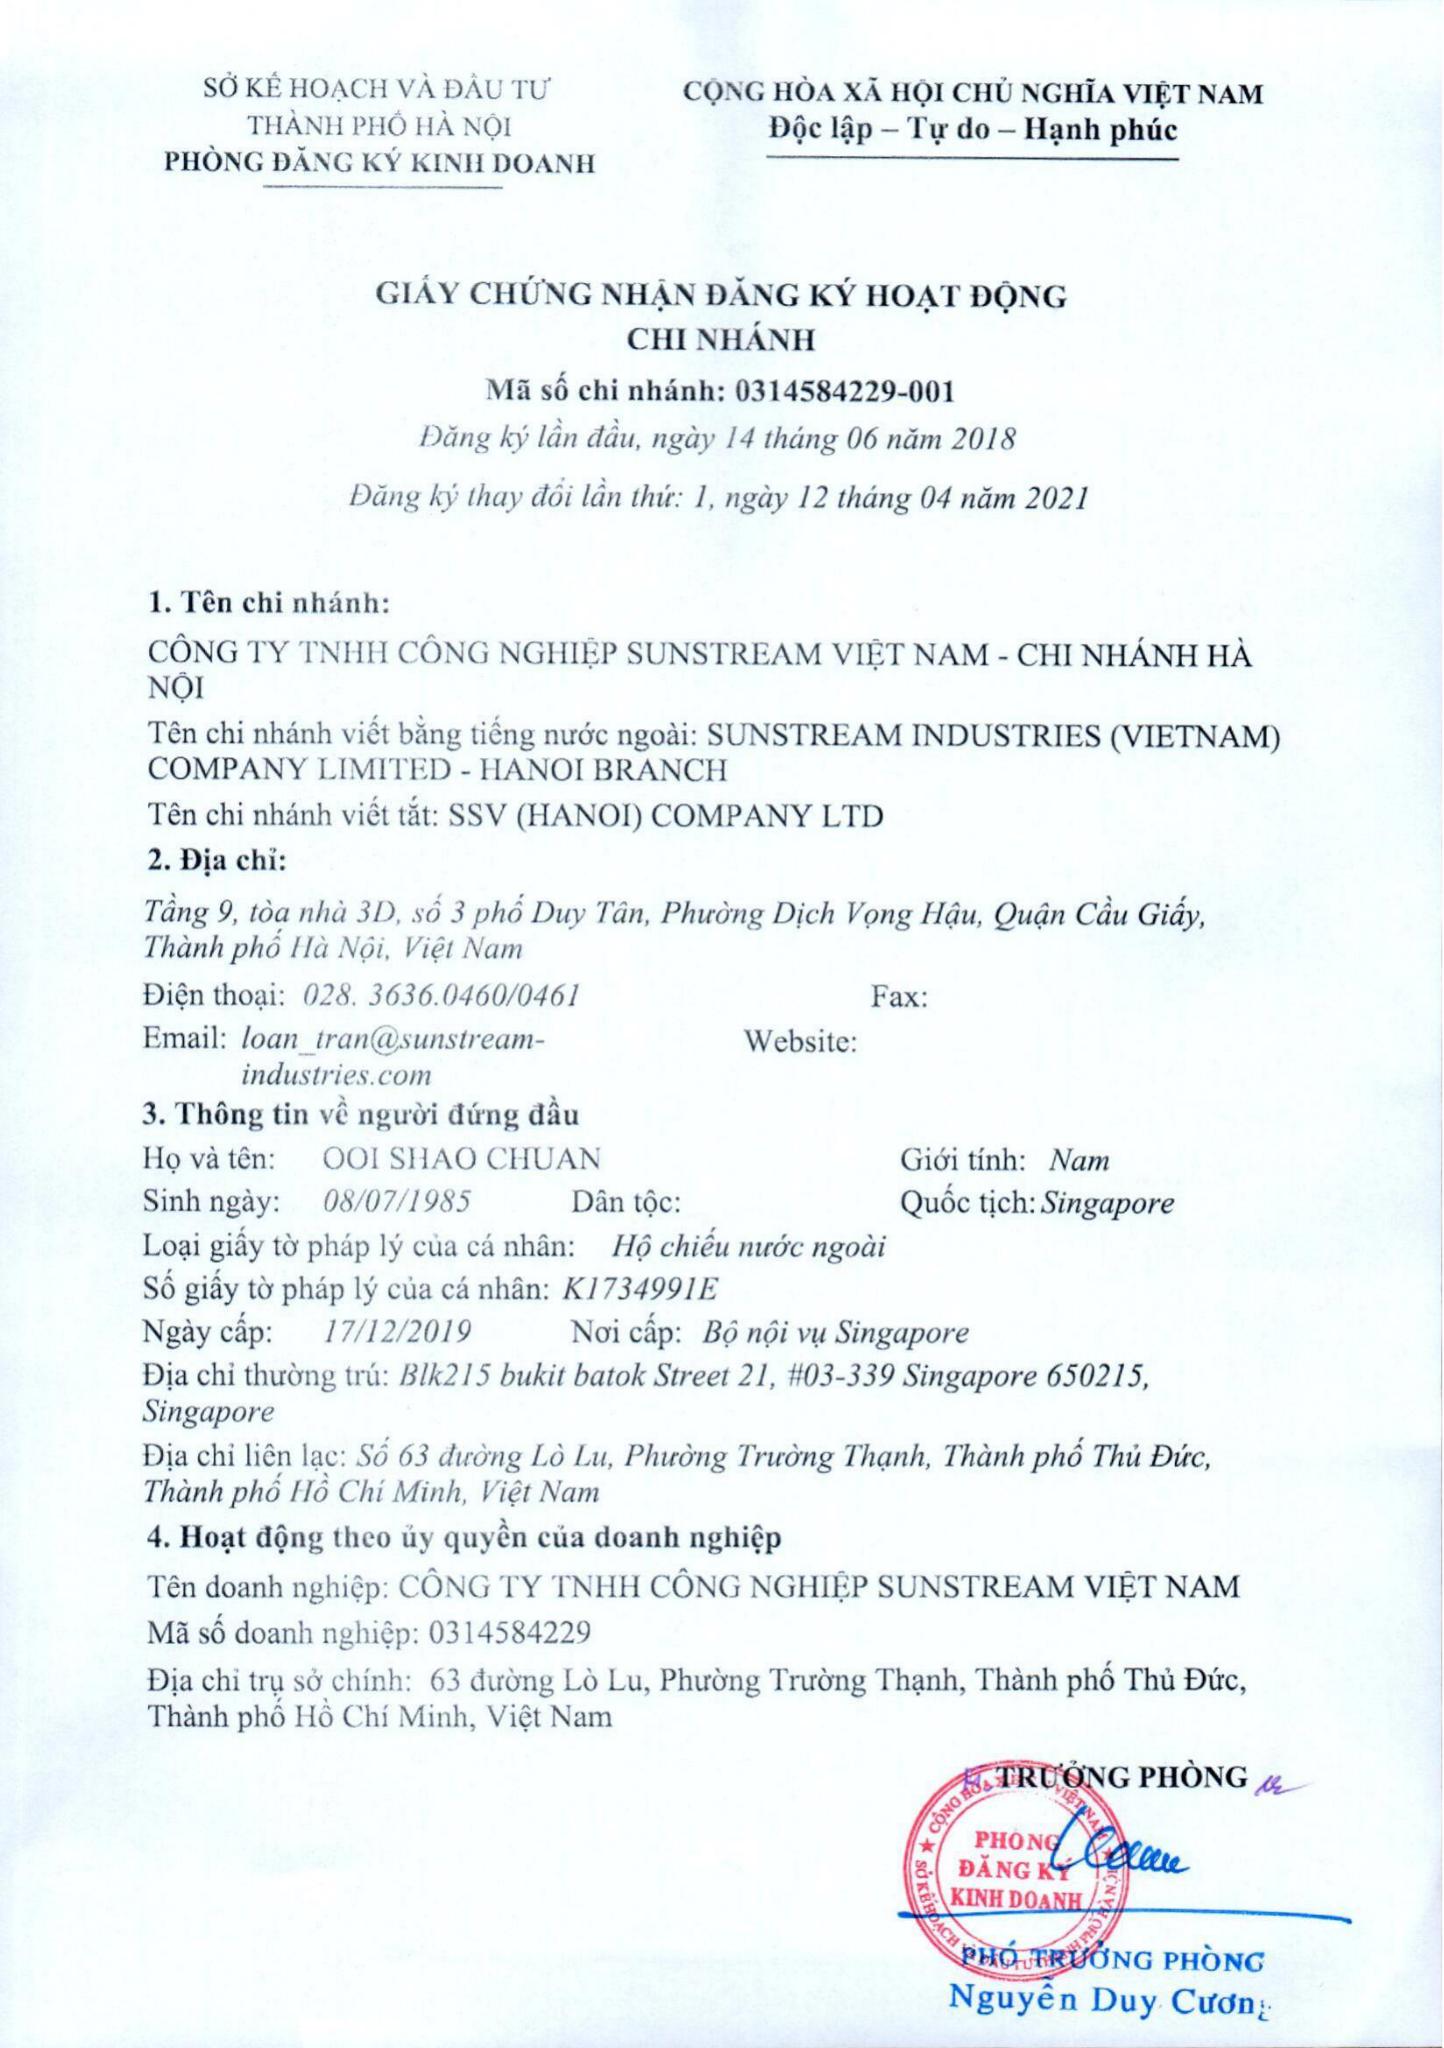 SỞ KẾ HOẠCH VÀ ĐẦU TƯ
THÀNH PHỐ HÀ NỘI
PHÒNG ĐĂNG KÝ KINH DOANH
CỘNG HÒA XÃ HỘI CHỦ NGHĨA VIỆT NAM
Độc lập – Tự do – Hạnh phúc
GIẤY CHỨNG NHẬN ĐĂNG KÝ HOẠT ĐỘNG
CHI NHÁNH
Mã số chi nhánh: 0314584229-001
Đăng ký lần đầu, ngày 14 tháng 06 năm 2018
Đăng ký thay đổi lần thứ: 1, ngày 12 tháng 04 năm 2021
1. Tên chi nhánh:
CÔNG TY TNHH CÔNG NGHIỆP SUNSTREAM VIỆT NAM - CHI NHÁNH HÀ
NỘI
Tên chi nhánh viết bằng tiếng nước ngoài: SUNSTREAM INDUSTRIES (VIETNAM)
COMPANY LIMITED - HANOI BRANCH
Tên chi nhánh viết tắt: SSV (HANOI) COMPANY LTD
2. Địa chỉ:
Tầng 9, tòa nhà 3D, số 3 phố Duy Tân, Phường Dịch Vọng Hậu, Quận Cầu Giấy,
Thành phố Hà Nội, Việt Nam
Điện thoại: 028. 3636.0460/0461 Fax:
Email: loan_tran@sunstream- Website:
industries.com
3. Thông tin về người đứng đầu
Họ và tên: OOI SHAO CHUAN Giới tính: Nam
Sinh ngày: 08/07/1985 Dân tộc: Quốc tịch: Singapore
Loại giấy tờ pháp lý của cá nhân: Hộ chiếu nước ngoài
Số giấy tờ pháp lý của cá nhân: K1734991E
Ngày cấp: 17/12/2019 Nơi cấp: Bộ nội vụ Singapore
Địa chỉ thường trú: Blk215 bukit batok Street 21, #03-339 Singapore 650215,
Singapore
Địa chỉ liên lạc: Số 63 đường Lò Lu, Phường Trường Thạnh, Thành phố Thủ Đức,
Thành phố Hồ Chí Minh, Việt Nam
4. Hoạt động theo ủy quyền của doanh nghiệp
Tên doanh nghiệp: CÔNG TY TNHH CÔNG NGHIỆP SUNSTREAM VIỆT NAM
Mã số doanh nghiệp: 0314584229
Địa chỉ trụ sở chính: 63 đường Lò Lu, Phường Trường Thạnh, Thành phố Thủ Đức,
Thành phố Hồ Chí Minh, Việt Nam
TRƯỞNG PHÒNG
PHÒNG
ĐĂNG KÝ
KINH DOANH
PHÓ TRƯỞNG PHÒNG
Nguyễn Duy Cương